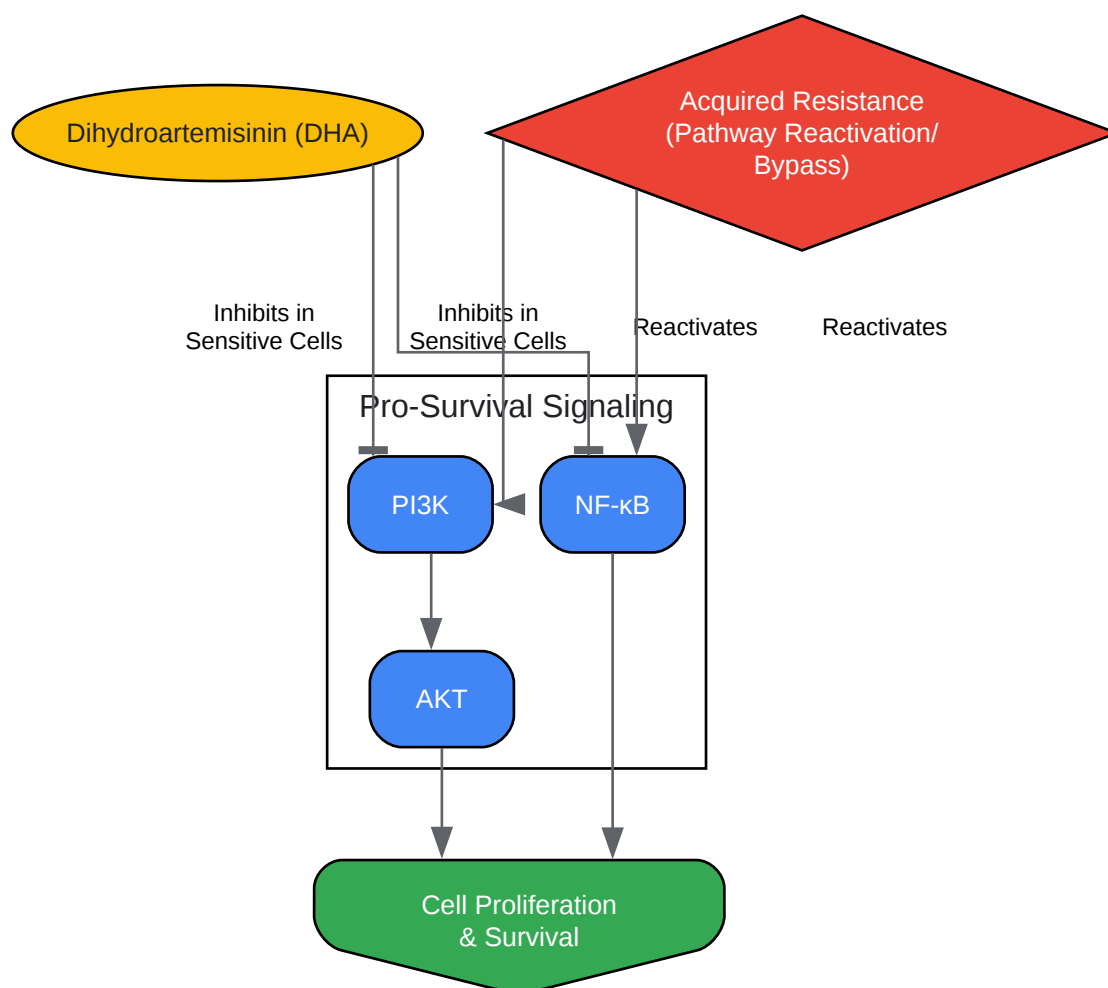 Dihydroartemisinin (DHA)
Acquired Resistance
(Pathway Reactivation/
Bypass)
Inhibits in
Sensitive Cells
Inhibits in
Sensitive Cells
Reactivates
Reactivates
Pro-Survival Signaling
PI3K
NF-κB
AKT
Cell Proliferation
& Survival